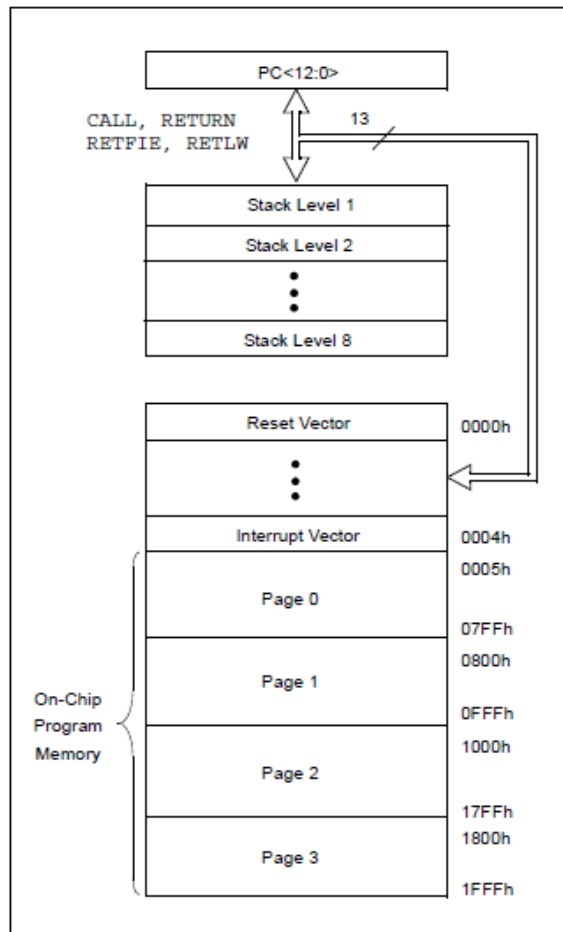 PC<12:0>
CALL, RETURN
RETFIE, RETLW
13
Stack Level 1
Stack Level 2
Stack Level 8
Reset Vector
0000h
Interrupt Vector
0004h
0005h
Page 0
07FFh
0800h
Page 1
0FFFh
On-Chip
Program
Memory
1000h
Page 2
17FFh
1800h
Page 3
1FFFh